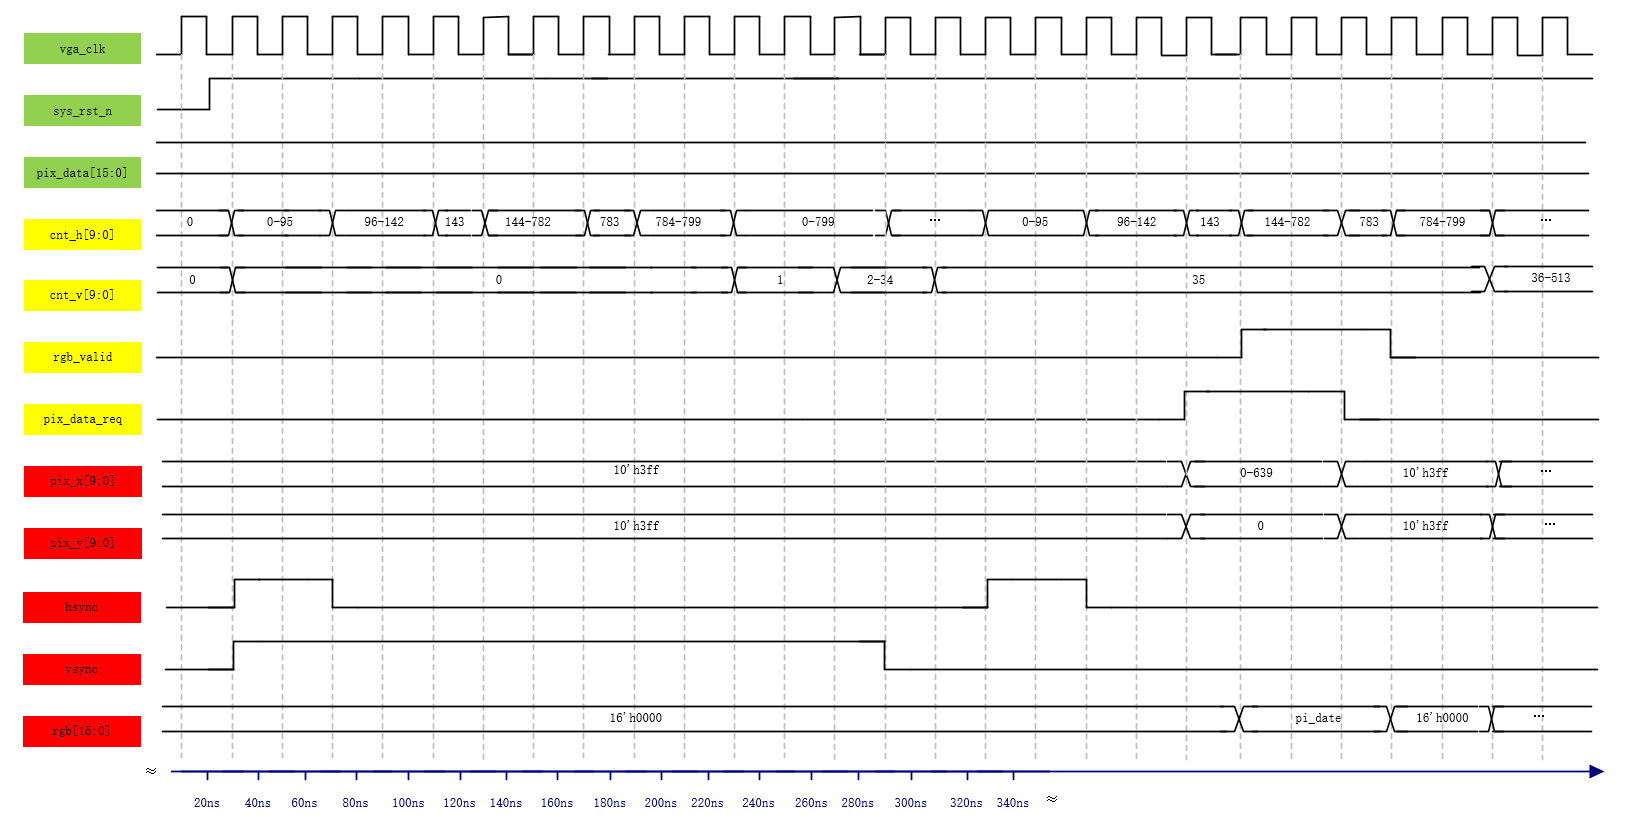 vga_clk
sys_rst_n
pix_data[15:0]
cnt_h[9:0] 0 0-95 96-142 143 144-782 783 784-799 0-799 ... 0-95 96-142 143 144-782 783 784-799 ...
cnt_v[9:0] 0 0 1 2-34 35 36-513
rgb_valid
pix_data_req
pix_x[9:0] 10'h3ff 0-639 10'h3ff ...
pix_y[9:0] 10'h3ff 0 10'h3ff ...
hsync
vsync
rgb[15:0] 16'h0000 pi_date 16'h0000 ...
≈ 20ns 40ns 60ns 80ns 100ns 120ns 140ns 160ns 180ns 200ns 220ns 240ns 260ns 280ns 300ns 320ns 340ns ≈